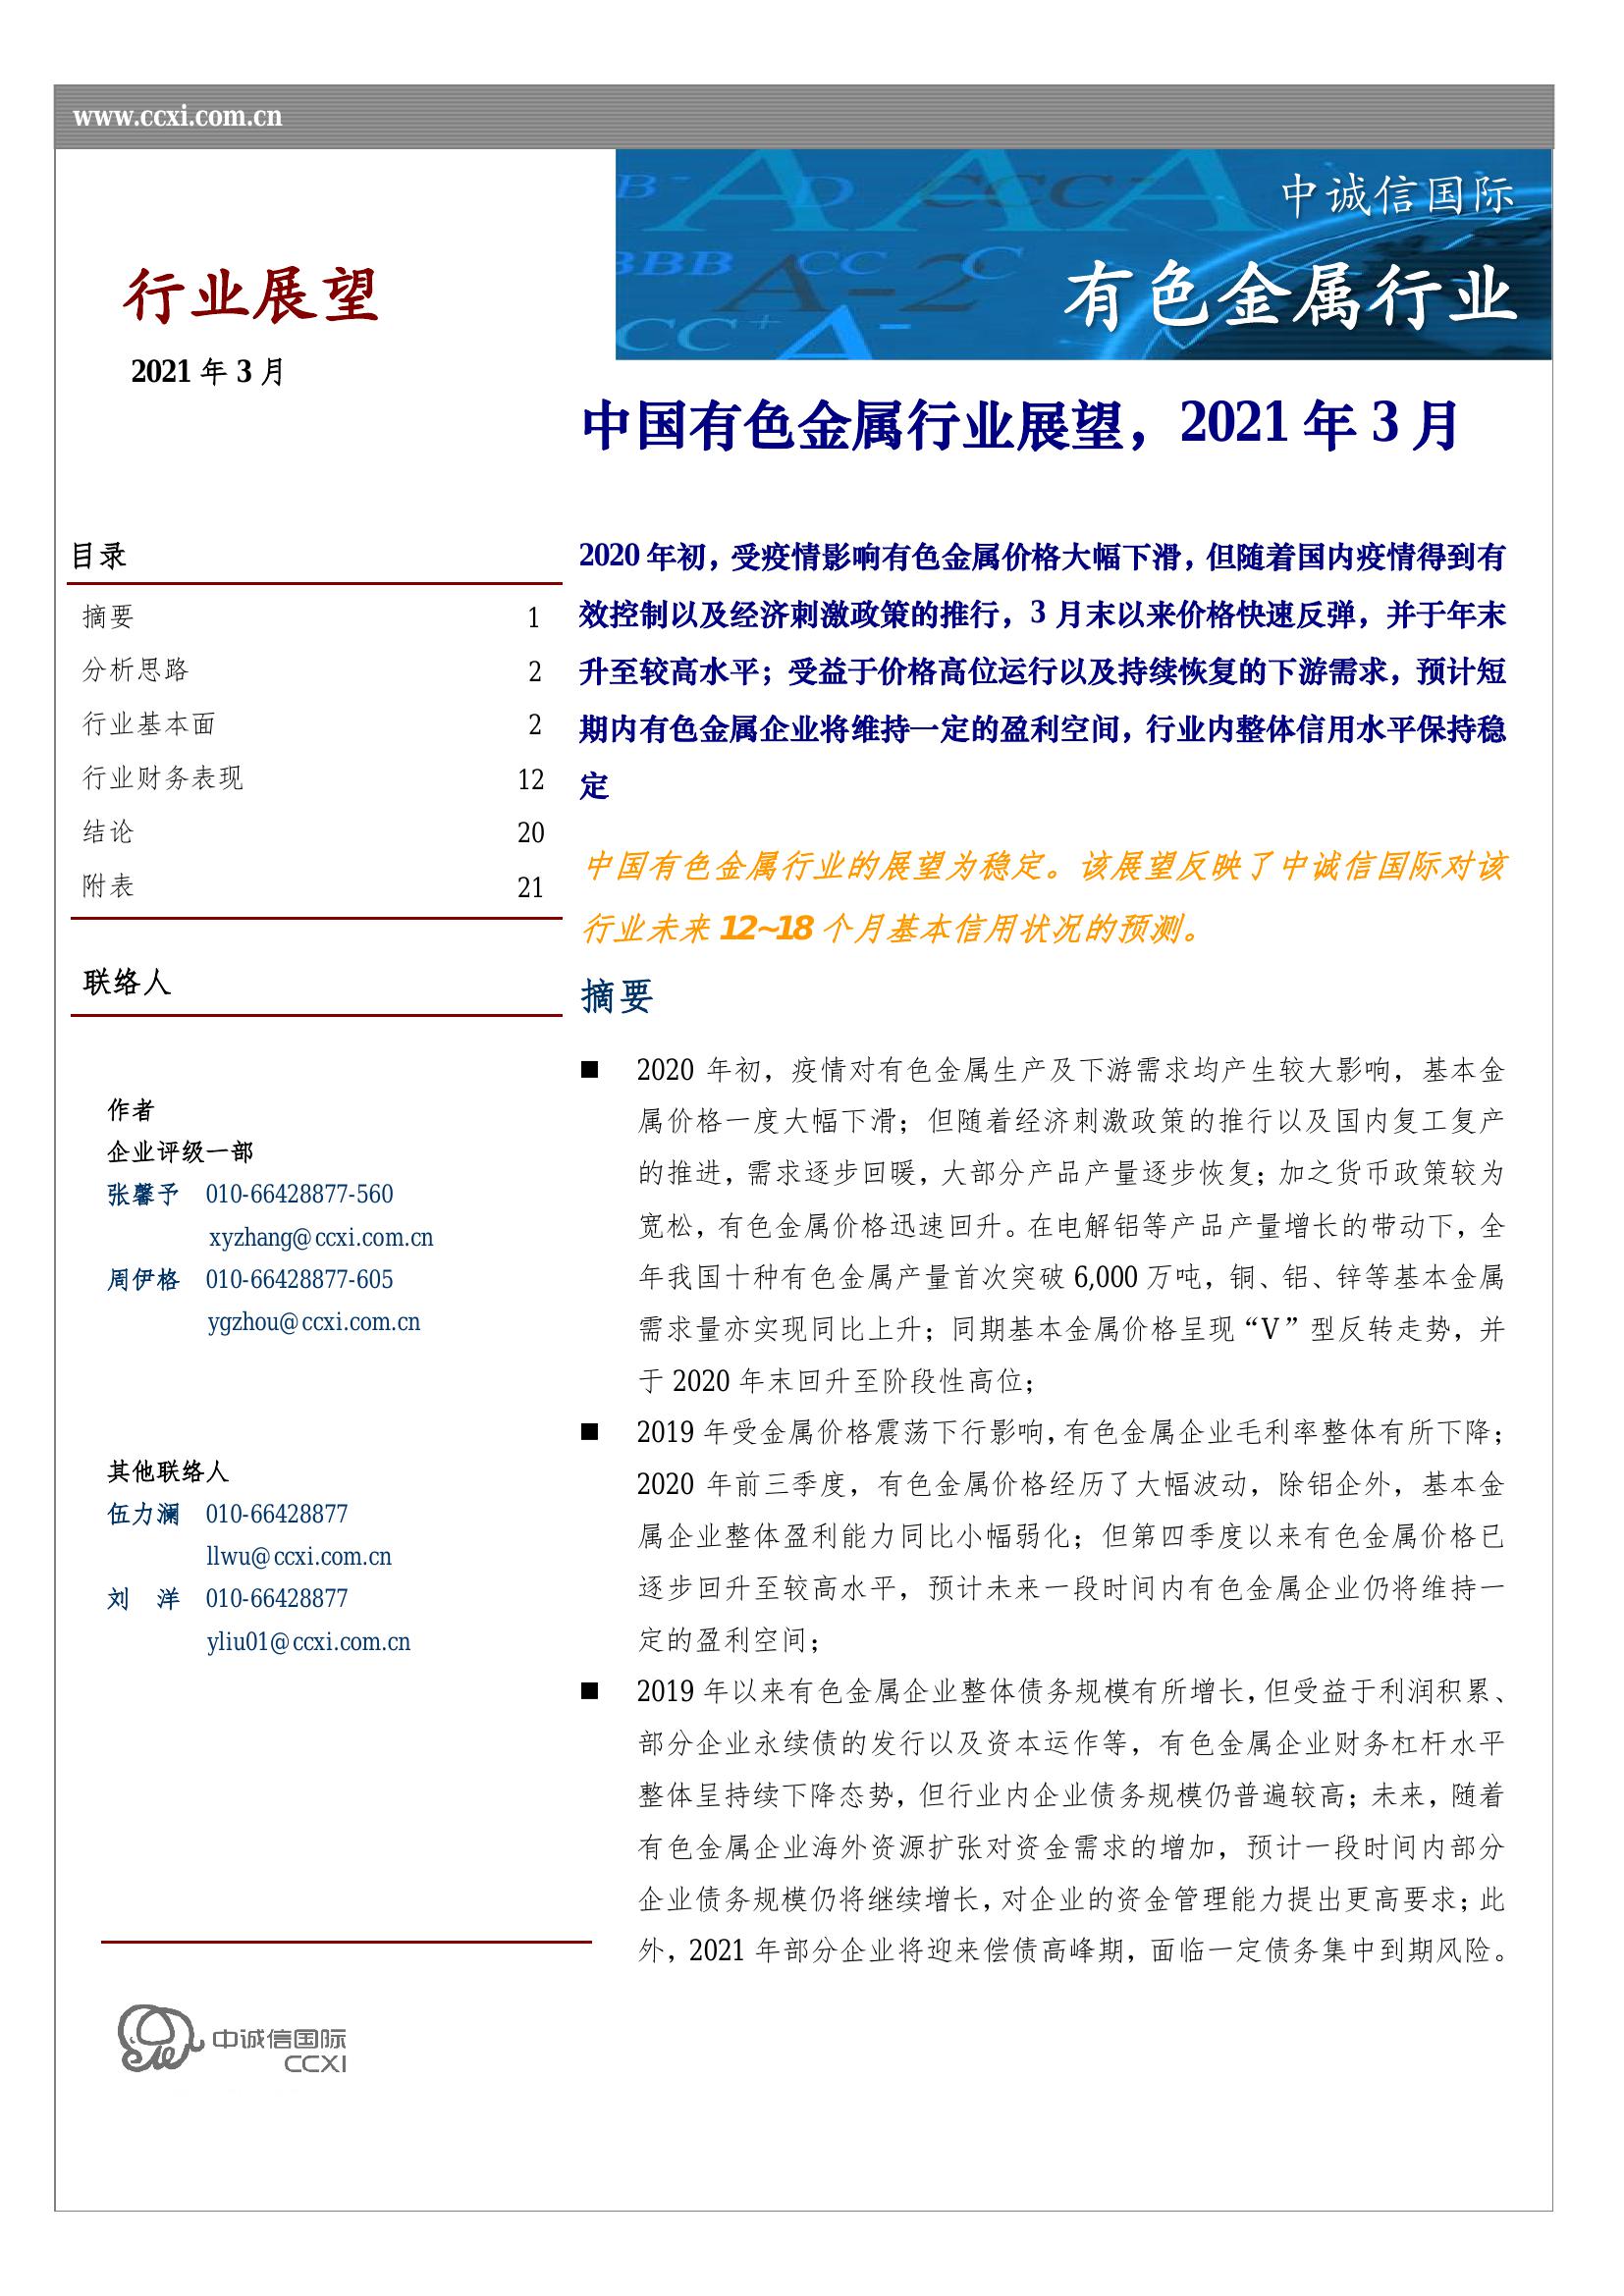 www.ccxi.com.cn
B-
A
D
A
CCC-
A
A
中诚信国际
BBB
A-2
CC
C
CC+
A-
有色金属行业
行业展望
2021 年 3 月
中国有色金属行业展望，2021 年 3 月
目录
摘要 1
分析思路 2
行业基本面 2
行业财务表现 12
结论 20
附表 21
联络人
作者
企业评级一部
张馨予 010-66428877-560
xyzhang@ccxi.com.cn
周伊格 010-66428877-605
ygzhou@ccxi.com.cn
其他联络人
伍力澜 010-66428877
llwu@ccxi.com.cn
刘 洋 010-66428877
yliu01@ccxi.com.cn
中诚信国际
CCXI
2020 年初，受疫情影响有色金属价格大幅下滑，但随着国内疫情得到有
效控制以及经济刺激政策的推行，3 月末以来价格快速反弹，并于年末
升至较高水平；受益于价格高位运行以及持续恢复的下游需求，预计短
期内有色金属企业将维持一定的盈利空间，行业内整体信用水平保持稳
定
中国有色金属行业的展望为稳定。该展望反映了中诚信国际对该
行业未来 12~18 个月基本信用状况的预测。
摘要
■ 2020 年初，疫情对有色金属生产及下游需求均产生较大影响，基本金
属价格一度大幅下滑；但随着经济刺激政策的推行以及国内复工复产
的推进，需求逐步回暖，大部分产品产量逐步恢复；加之货币政策较为
宽松，有色金属价格迅速回升。在电解铝等产品产量增长的带动下，全
年我国十种有色金属产量首次突破 6,000 万吨，铜、铝、锌等基本金属
需求量亦实现同比上升；同期基本金属价格呈现“V”型反转走势，并
于 2020 年末回升至阶段性高位；
■ 2019 年受金属价格震荡下行影响，有色金属企业毛利率整体有所下降；
2020 年前三季度，有色金属价格经历了大幅波动，除铝企外，基本金
属企业整体盈利能力同比小幅弱化；但第四季度以来有色金属价格已
逐步回升至较高水平，预计未来一段时间内有色金属企业仍将维持一
定的盈利空间；
■ 2019 年以来有色金属企业整体债务规模有所增长，但受益于利润积累、
部分企业永续债的发行以及资本运作等，有色金属企业财务杠杆水平
整体呈持续下降态势，但行业内企业债务规模仍普遍较高；未来，随着
有色金属企业海外资源扩张对资金需求的增加，预计一段时间内部分
企业债务规模仍将继续增长，对企业的资金管理能力提出更高要求；此
外，2021 年部分企业将迎来偿债高峰期，面临一定债务集中到期风险。